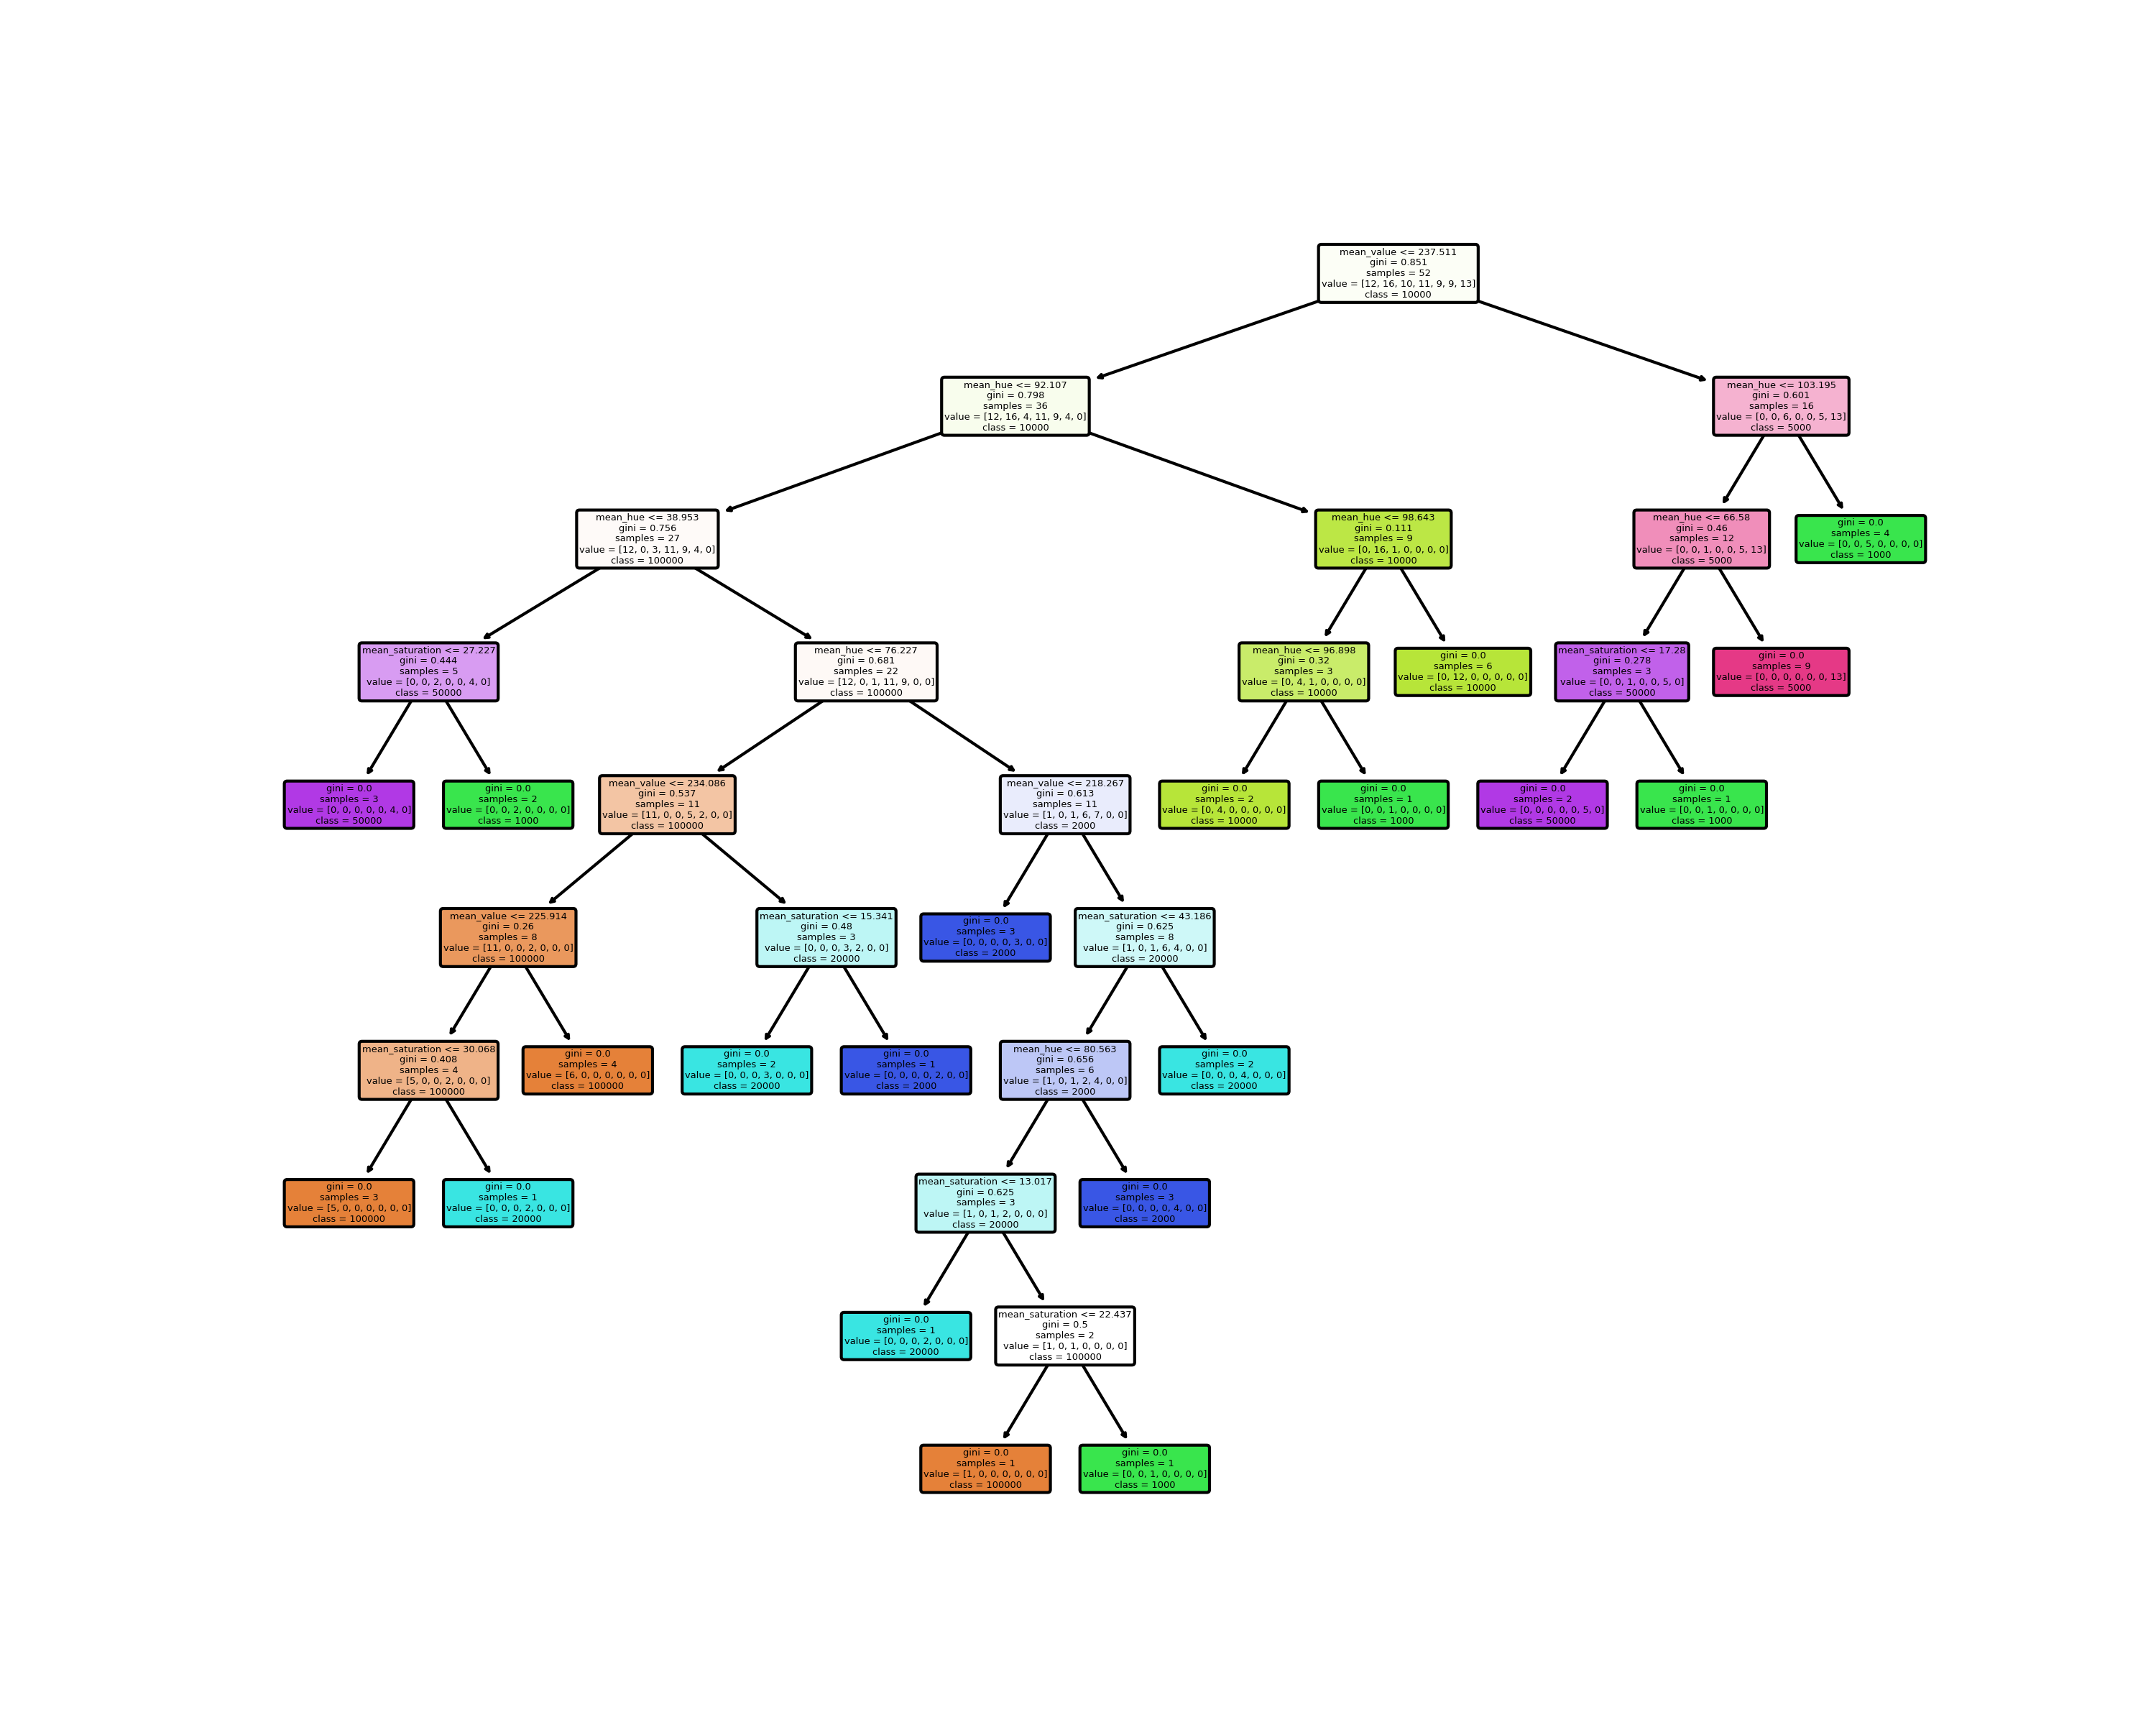 mean_value <= 237.511
gini = 0.851
samples = 52
value = [12, 16, 10, 11, 9, 9, 13]
class = 10000
mean_hue <= 92.107
gini = 0.798
samples = 36
value = [12, 16, 4, 11, 9, 4, 0]
class = 10000
mean_hue <= 103.195
gini = 0.601
samples = 16
value = [0, 0, 6, 0, 0, 5, 13]
class = 5000
mean_hue <= 38.953
gini = 0.756
samples = 27
value = [12, 0, 3, 11, 9, 4, 0]
class = 100000
mean_hue <= 98.643
gini = 0.111
samples = 9
value = [0, 16, 1, 0, 0, 0, 0]
class = 10000
mean_hue <= 66.58
gini = 0.46
samples = 12
value = [0, 0, 1, 0, 0, 5, 13]
class = 5000
gini = 0.0
samples = 4
value = [0, 0, 5, 0, 0, 0, 0]
class = 1000
mean_saturation <= 27.227
gini = 0.444
samples = 5
value = [0, 0, 2, 0, 0, 4, 0]
class = 50000
mean_hue <= 76.227
gini = 0.681
samples = 22
value = [12, 0, 1, 11, 9, 0, 0]
class = 100000
mean_hue <= 96.898
gini = 0.32
samples = 3
value = [0, 4, 1, 0, 0, 0, 0]
class = 10000
gini = 0.0
samples = 6
value = [0, 12, 0, 0, 0, 0, 0]
class = 10000
mean_saturation <= 17.28
gini = 0.278
samples = 3
value = [0, 0, 1, 0, 0, 5, 0]
class = 50000
gini = 0.0
samples = 9
value = [0, 0, 0, 0, 0, 0, 13]
class = 5000
gini = 0.0
samples = 3
value = [0, 0, 0, 0, 0, 4, 0]
class = 50000
gini = 0.0
samples = 2
value = [0, 0, 2, 0, 0, 0, 0]
class = 1000
mean_value <= 234.086
gini = 0.537
samples = 11
value = [11, 0, 0, 5, 2, 0, 0]
class = 100000
mean_value <= 218.267
gini = 0.613
samples = 11
value = [1, 0, 1, 6, 7, 0, 0]
class = 2000
gini = 0.0
samples = 2
value = [0, 4, 0, 0, 0, 0, 0]
class = 10000
gini = 0.0
samples = 1
value = [0, 0, 1, 0, 0, 0, 0]
class = 1000
gini = 0.0
samples = 2
value = [0, 0, 0, 0, 0, 5, 0]
class = 50000
gini = 0.0
samples = 1
value = [0, 0, 1, 0, 0, 0, 0]
class = 1000
mean_value <= 225.914
gini = 0.26
samples = 8
value = [11, 0, 0, 2, 0, 0, 0]
class = 100000
mean_saturation <= 15.341
gini = 0.48
samples = 3
value = [0, 0, 0, 3, 2, 0, 0]
class = 20000
gini = 0.0
samples = 3
value = [0, 0, 0, 0, 3, 0, 0]
class = 2000
mean_saturation <= 43.186
gini = 0.625
samples = 8
value = [1, 0, 1, 6, 4, 0, 0]
class = 20000
mean_saturation <= 30.068
gini = 0.408
samples = 4
value = [5, 0, 0, 2, 0, 0, 0]
class = 100000
gini = 0.0
samples = 4
value = [6, 0, 0, 0, 0, 0, 0]
class = 100000
gini = 0.0
samples = 2
value = [0, 0, 0, 3, 0, 0, 0]
class = 20000
gini = 0.0
samples = 1
value = [0, 0, 0, 0, 2, 0, 0]
class = 2000
mean_hue <= 80.563
gini = 0.656
samples = 6
value = [1, 0, 1, 2, 4, 0, 0]
class = 2000
gini = 0.0
samples = 2
value = [0, 0, 0, 4, 0, 0, 0]
class = 20000
gini = 0.0
samples = 3
value = [5, 0, 0, 0, 0, 0, 0]
class = 100000
gini = 0.0
samples = 1
value = [0, 0, 0, 2, 0, 0, 0]
class = 20000
mean_saturation <= 13.017
gini = 0.625
samples = 3
value = [1, 0, 1, 2, 0, 0, 0]
class = 20000
gini = 0.0
samples = 3
value = [0, 0, 0, 0, 4, 0, 0]
class = 2000
gini = 0.0
samples = 1
value = [0, 0, 0, 2, 0, 0, 0]
class = 20000
mean_saturation <= 22.437
gini = 0.5
samples = 2
value = [1, 0, 1, 0, 0, 0, 0]
class = 100000
gini = 0.0
samples = 1
value = [1, 0, 0, 0, 0, 0, 0]
class = 100000
gini = 0.0
samples = 1
value = [0, 0, 1, 0, 0, 0, 0]
class = 1000